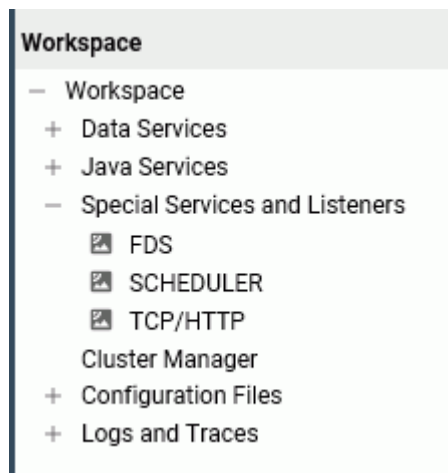 Workspace
Workspace
Data Services
Java Services
Special Services and Listeners
FDS
SCHEDULER
TCP/HTTP
Cluster Manager
Configuration Files
Logs and Traces